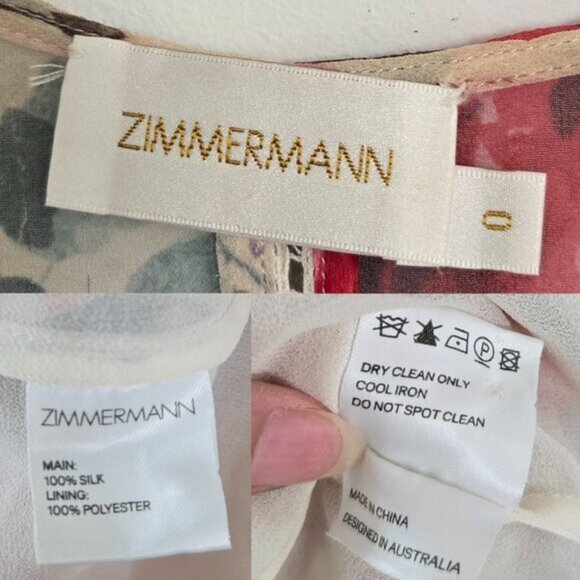 ZIMMERMANN
0
ZIMMERMANN
MAIN:
100% SILK
LINING:
100% POLYESTER
DRY CLEAN ONLY
COOL IRON
DO NOT SPOT CLEAN
MADE IN CHINA
DESIGNED IN AUSTRALIA